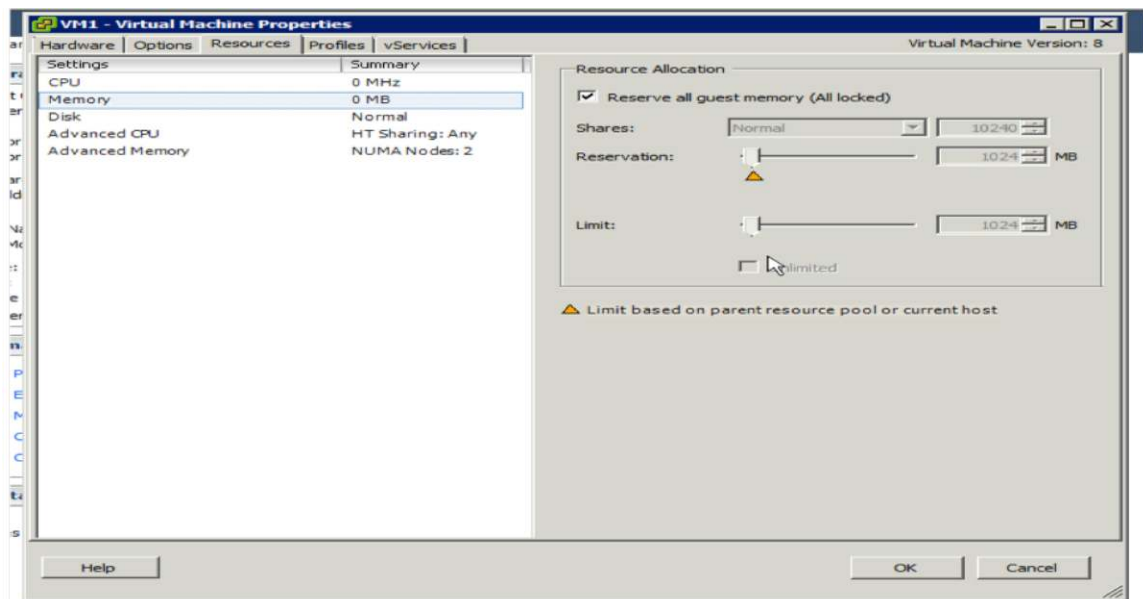 VM1 - Virtual Machine Properties
Hardware Options Resources Profiles vServices Virtual Machine Version: 8
Settings Summary
CPU 0 MHz
Memory 0 MB
Disk Normal
Advanced CPU HT Sharing: Any
Advanced Memory NUMA Nodes: 2
Resource Allocation
Reserve all guest memory (All locked)
Shares: Normal 10240
Reservation: 1024 MB
Limit: 1024 MB
Limit based on parent resource pool or current host
Help OK Cancel